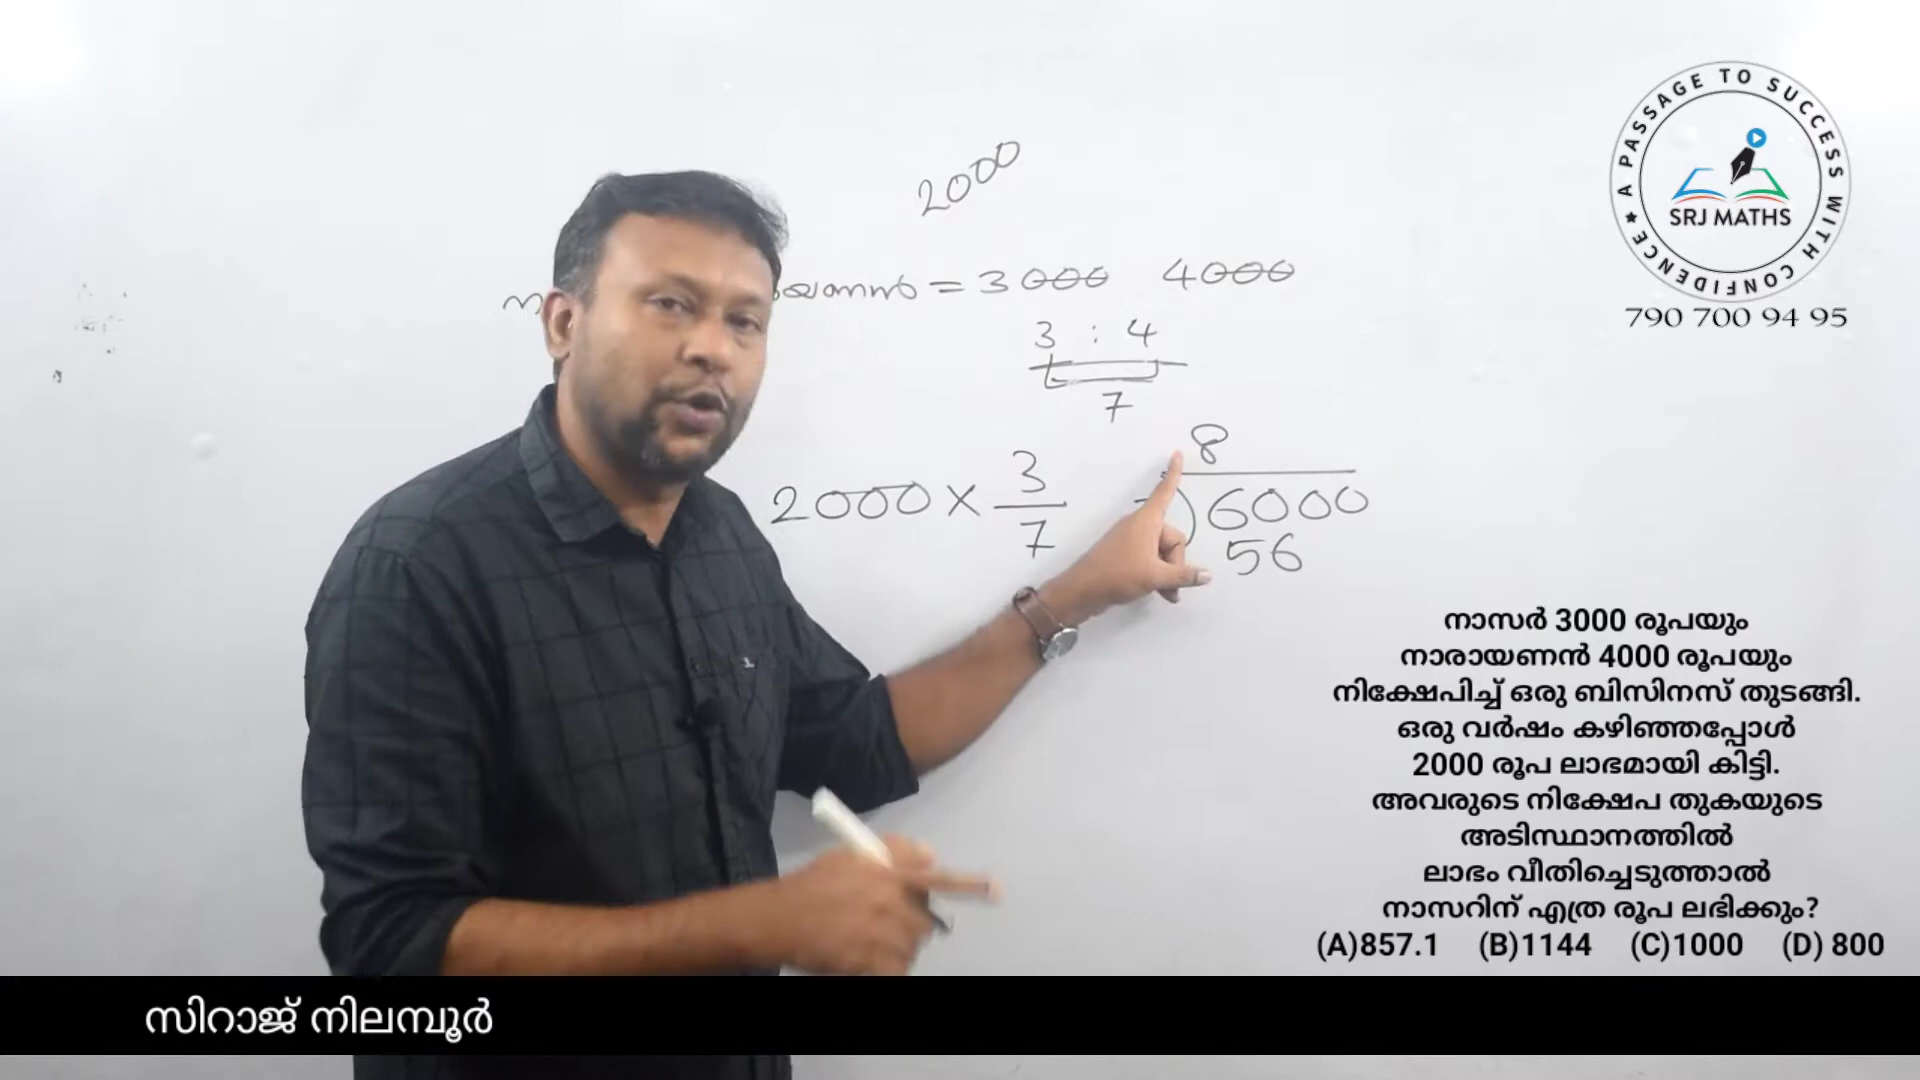 A PASSAGE TO SUCCESS WITH CONFIDENCE ★
SRJ MATHS
790 700 94 95
2000
= 3000 4000
3 : 4
7
2000 × 3/7
8
6000
56
നാസർ 3000 രൂപയും
നാരായണൻ 4000 രൂപയും
നിക്ഷേപിച്ച് ഒരു ബിസിനസ് തുടങ്ങി.
ഒരു വർഷം കഴിഞ്ഞപ്പോൾ
2000 രൂപ ലാഭമായി കിട്ടി.
അവരുടെ നിക്ഷേപ തുകയുടെ
അടിസ്ഥാനത്തിൽ
ലാഭം വീതിച്ചെടുത്താൽ
നാസറിന് എത്ര രൂപ ലഭിക്കും?
(A)857.1 (B)1144 (C)1000 (D) 800
സിറാജ് നിലമ്പൂർ